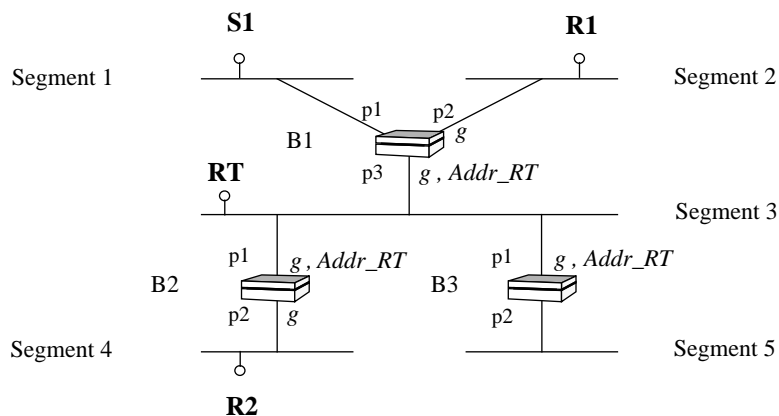 S1
R1
Segment 1
Segment 2
p1
p2
g
B1
p3
g , Addr_RT
RT
Segment 3
p1
g , Addr_RT
p1
g , Addr_RT
B2
B3
p2
g
p2
Segment 4
Segment 5
R2